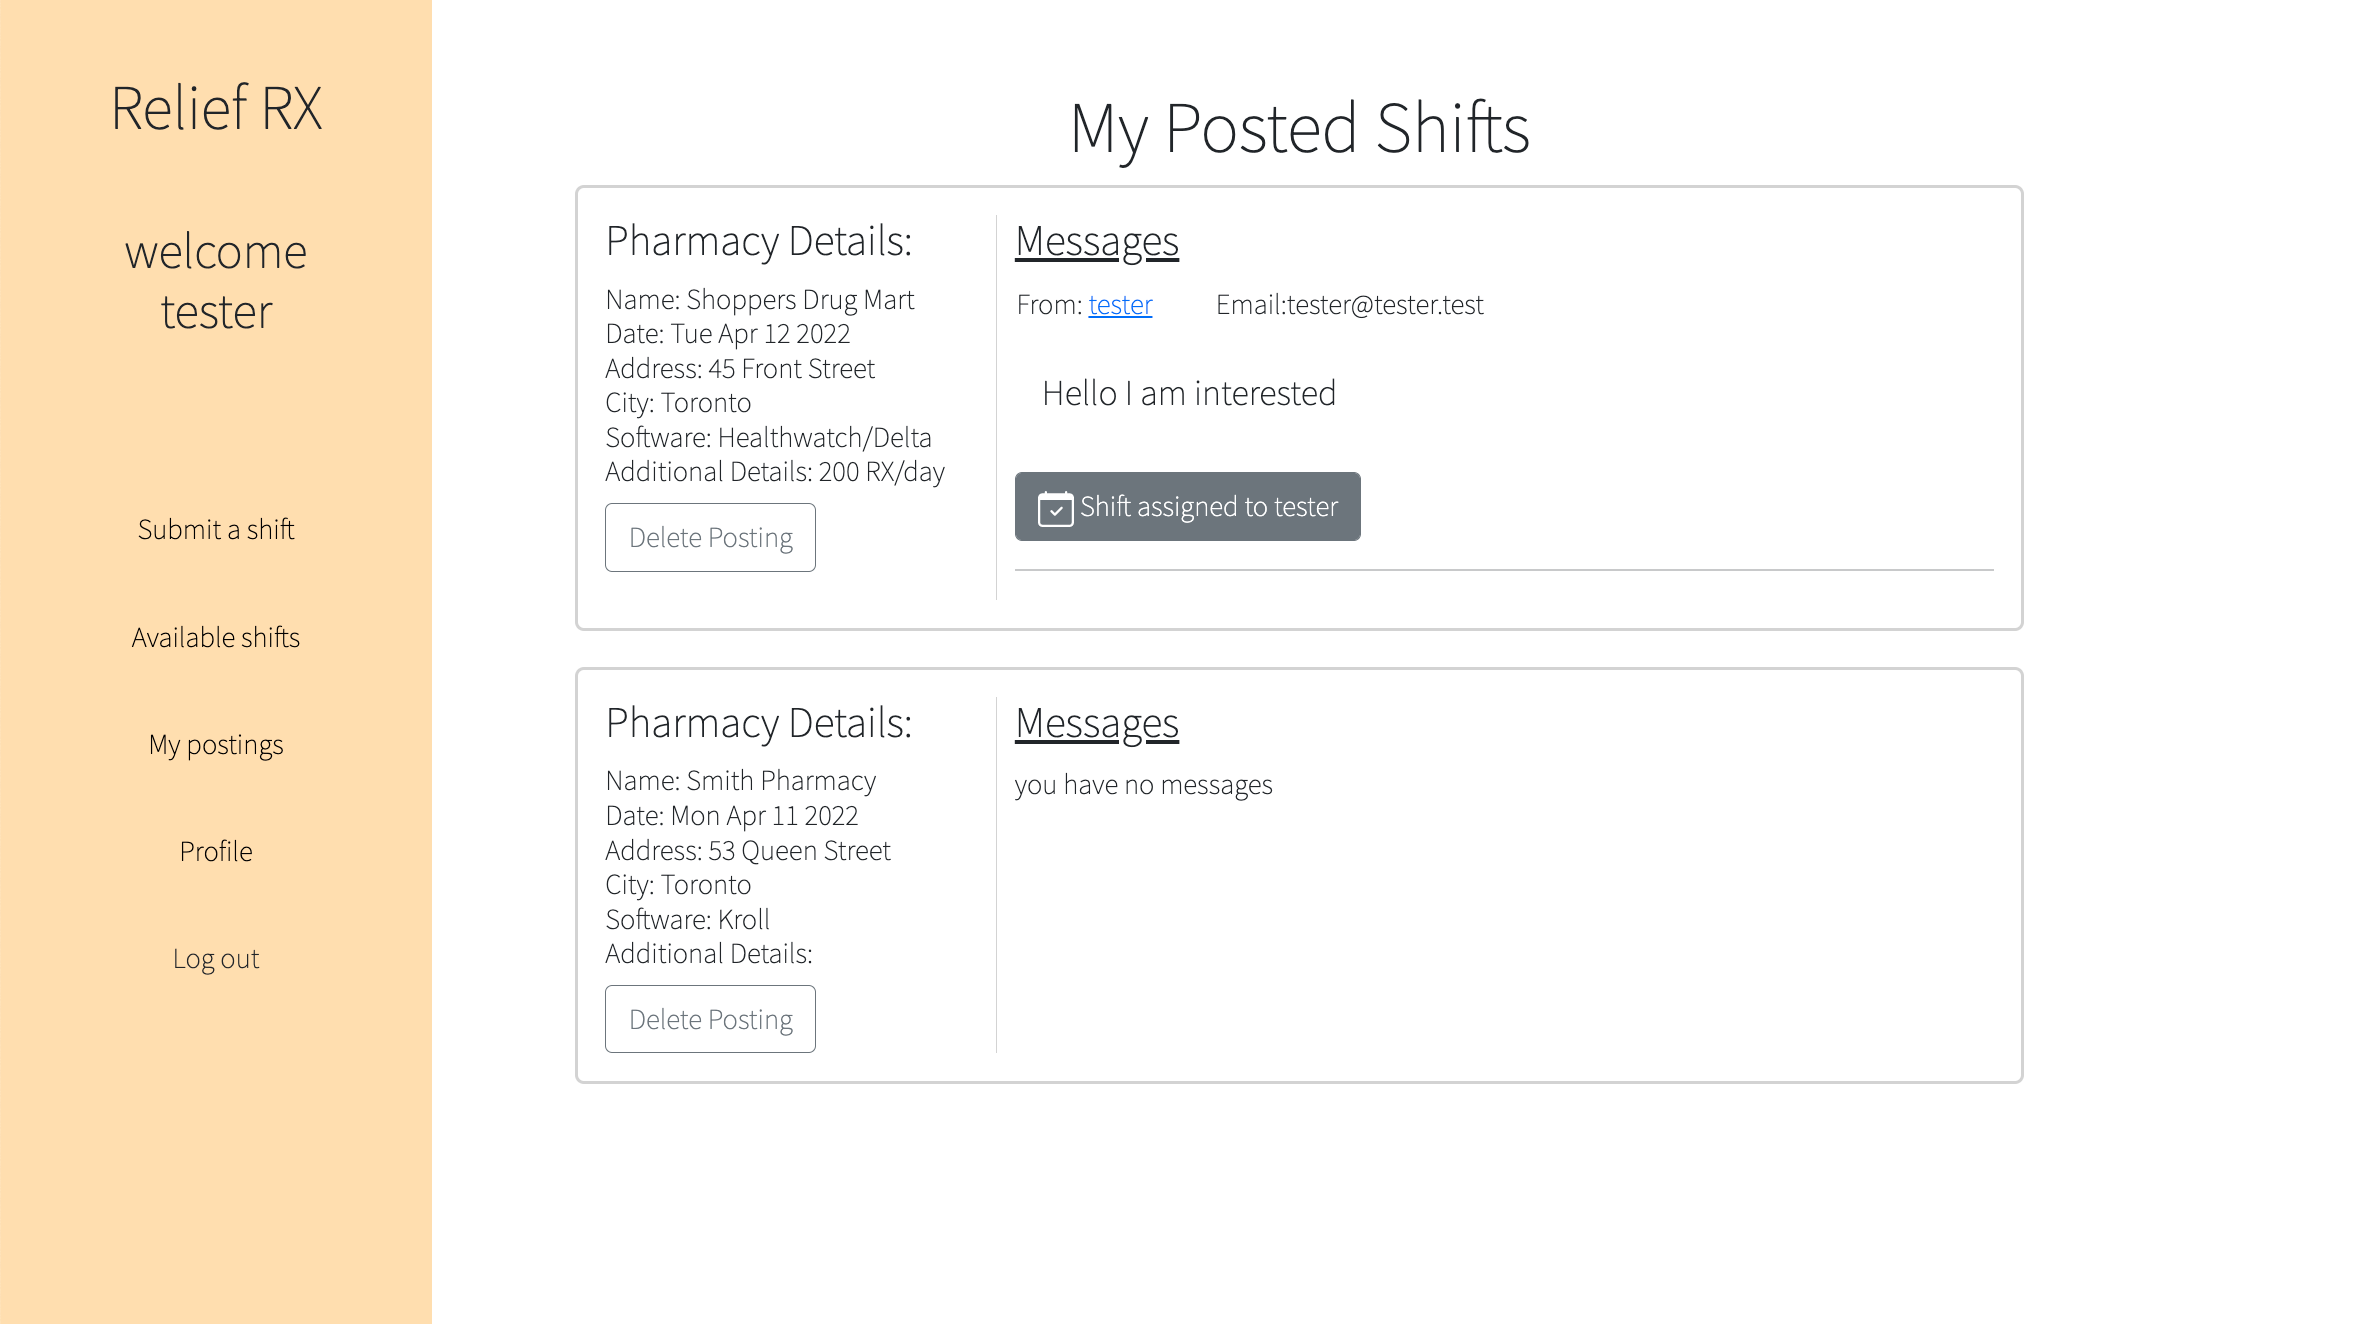 Relief RX
welcome
tester
Submit a shift
Available shifts
My postings
Profile
Log out
My Posted Shifts
Pharmacy Details:
Name: Shoppers Drug Mart
Date: Tue Apr 12 2022
Address: 45 Front Street
City: Toronto
Software: Healthwatch/Delta
Additional Details: 200 RX/day
Delete Posting
Messages
From: tester Email:tester@tester.test
Hello I am interested
Shift assigned to tester
Pharmacy Details:
Name: Smith Pharmacy
Date: Mon Apr 11 2022
Address: 53 Queen Street
City: Toronto
Software: Kroll
Additional Details:
Delete Posting
Messages
you have no messages